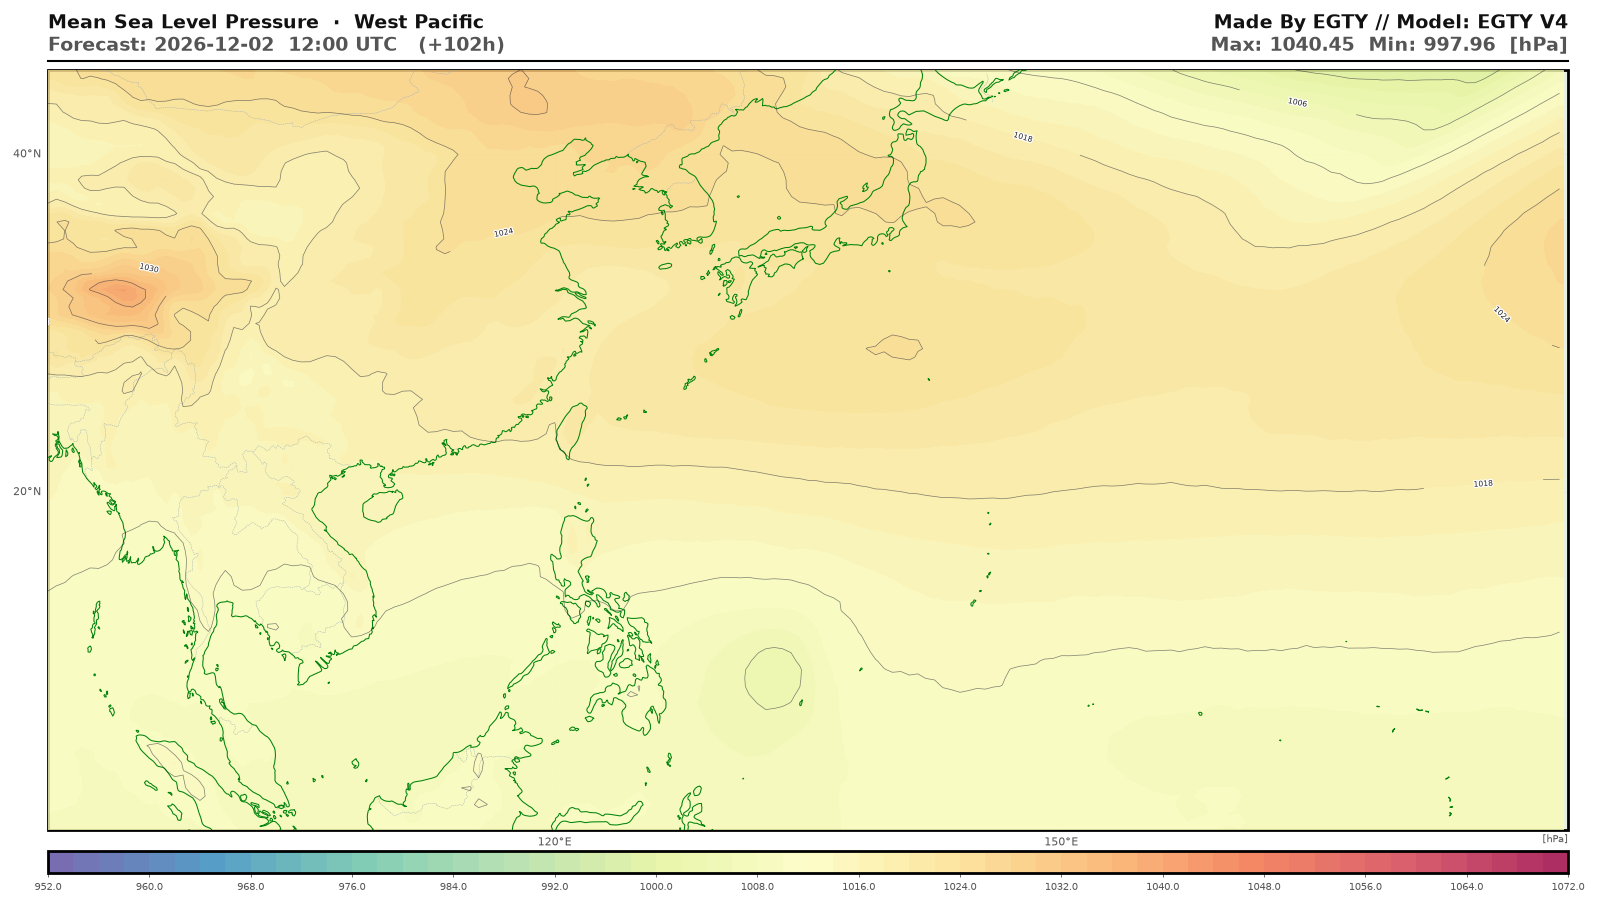 Mean Sea Level Pressure · West Pacific
Made By EGTY // Model: EGTY V4
Forecast: 2026-12-02 12:00 UTC (+102h)
Max: 1040.45 Min: 997.96 [hPa]
1006
1018
40°N
1024
1030
1024
1018
20°N
120°E
150°E
[hPa]
952.0
960.0
968.0
976.0
984.0
992.0
1000.0
1008.0
1016.0
1024.0
1032.0
1040.0
1048.0
1056.0
1064.0
1072.0